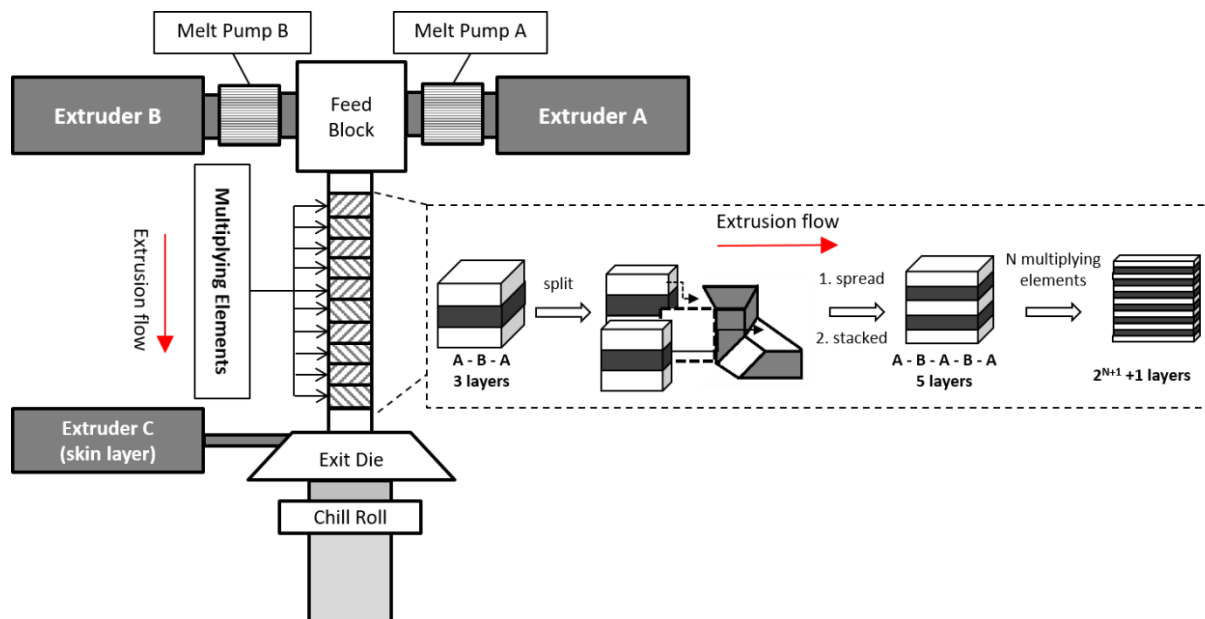 Melt Pump B
Melt Pump A
Extruder B
Feed
Block
Extruder A
Multiplying Elements
Extrusion flow
Extrusion flow
split
1. spread
2. stacked
N multiplying
elements
A - B - A
3 layers
A - B - A - B - A
5 layers
2^{N+1} +1 layers
Extruder C
(skin layer)
Exit Die
Chill Roll